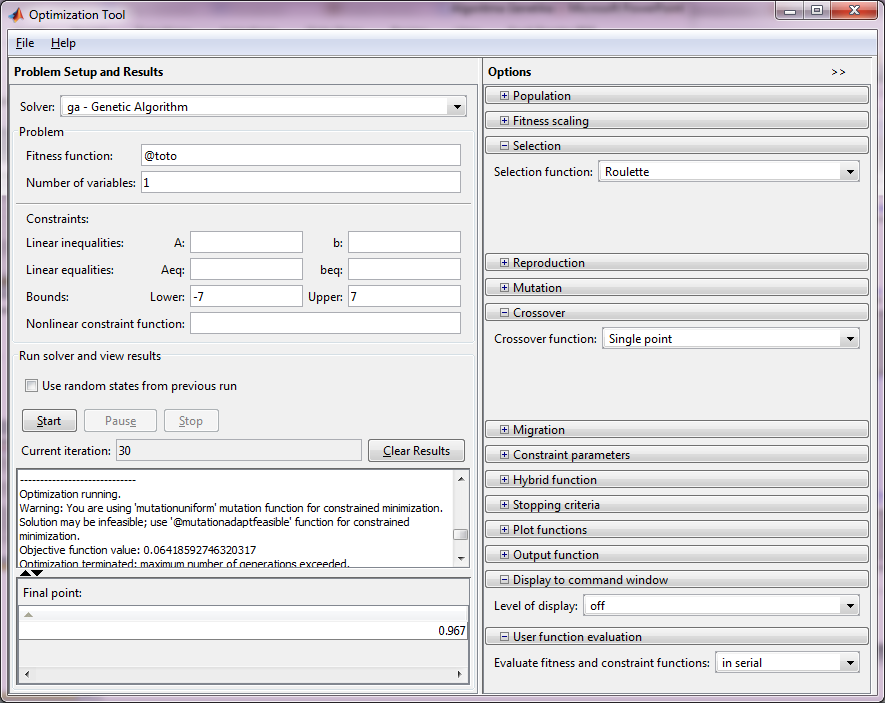 Optimization Tool
File Help
Problem Setup and Results
Solver: ga - Genetic Algorithm
Problem
Fitness function: @toto
Number of variables: 1
Constraints:
Linear inequalities: A: b:
Linear equalities: Aeq: beq:
Bounds: Lower: -7 Upper: 7
Nonlinear constraint function:
Run solver and view results
Use random states from previous run
Start Pause Stop
Current iteration: 30 Clear Results
------------------------------
Optimization running.
Warning: You are using 'mutationuniform' mutation function for constrained minimization.
Solution may be infeasible; use '@mutationadaptfeasible' function for constrained
minimization.
Objective function value: 0.06418592746320317
Optimization terminated: maximum number of generations exceeded.
Final point:
0.967
Options >>
Population
Fitness scaling
Selection
Selection function: Roulette
Reproduction
Mutation
Crossover
Crossover function: Single point
Migration
Constraint parameters
Hybrid function
Stopping criteria
Plot functions
Output function
Display to command window
Level of display: off
User function evaluation
Evaluate fitness and constraint functions: in serial